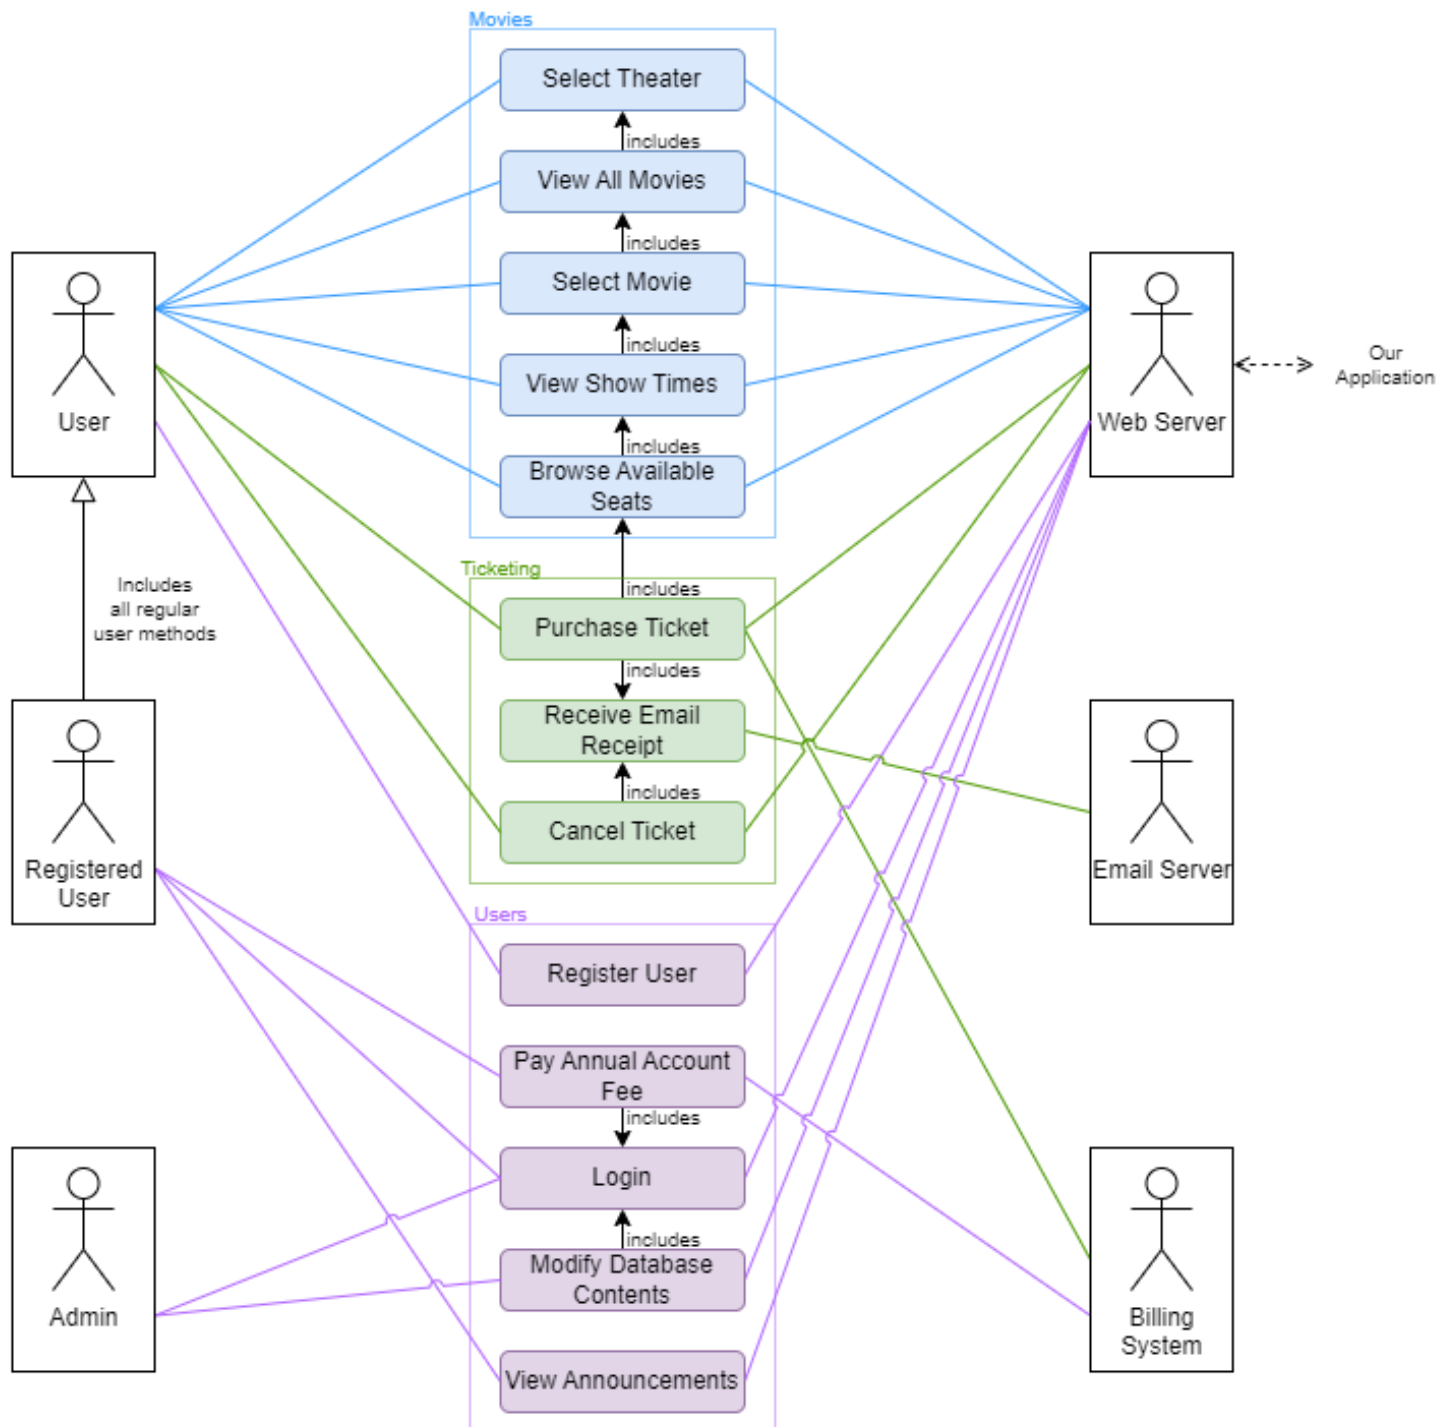 Movies
Select Theater
includes
View All Movies
includes
Select Movie
includes
View Show Times
includes
Browse Available
Seats
User
Web Server
Our
Application
Includes
all regular
user methods
Ticketing
includes
Purchase Ticket
includes
Receive Email
Receipt
includes
Cancel Ticket
Registered
User
Email Server
Users
Register User
Pay Annual Account
Fee
includes
Login
includes
Modify Database
Contents
View Announcements
Admin
Billing
System